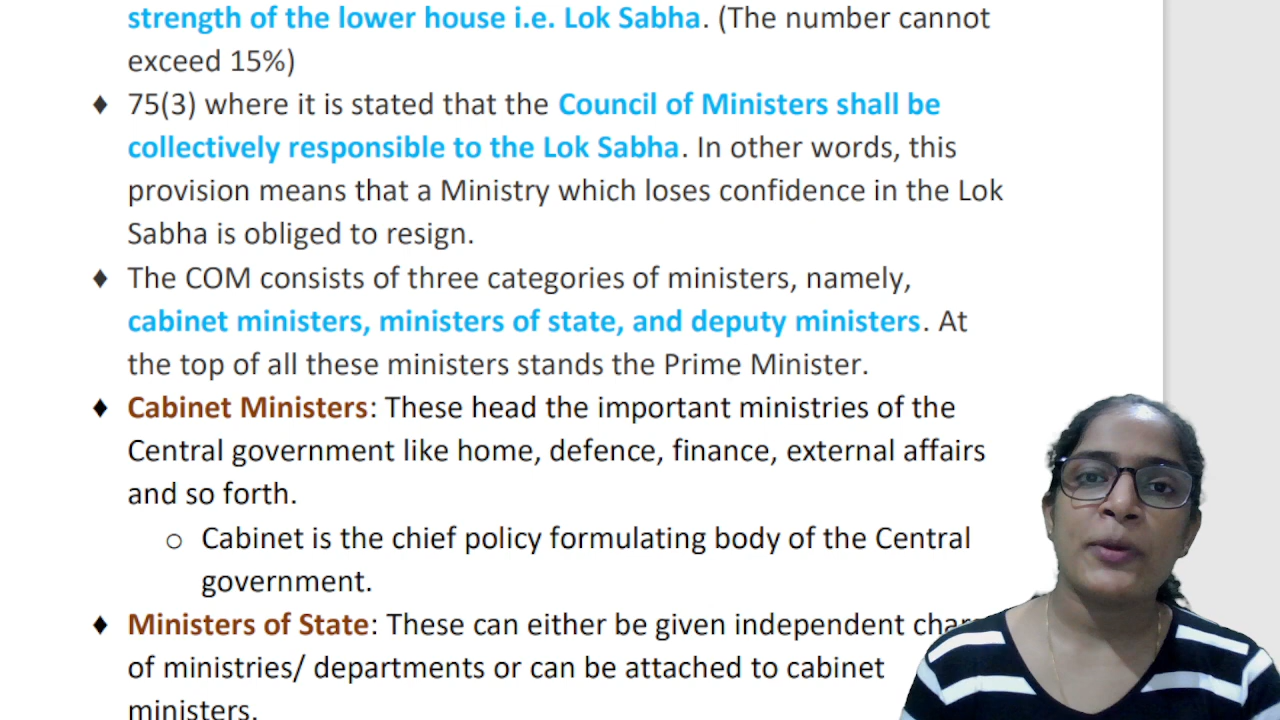 strength of the lower house i.e. Lok Sabha. (The number cannot
exceed 15%)
♦ 75(3) where it is stated that the Council of Ministers shall be
collectively responsible to the Lok Sabha. In other words, this
provision means that a Ministry which loses confidence in the Lok
Sabha is obliged to resign.
♦ The COM consists of three categories of ministers, namely,
cabinet ministers, ministers of state, and deputy ministers. At
the top of all these ministers stands the Prime Minister.
♦ Cabinet Ministers: These head the important ministries of the
Central government like home, defence, finance, external affairs
and so forth.
o Cabinet is the chief policy formulating body of the Central
government.
♦ Ministers of State: These can either be given independent
of ministries/ departments or can be attached to cabinet
ministers.